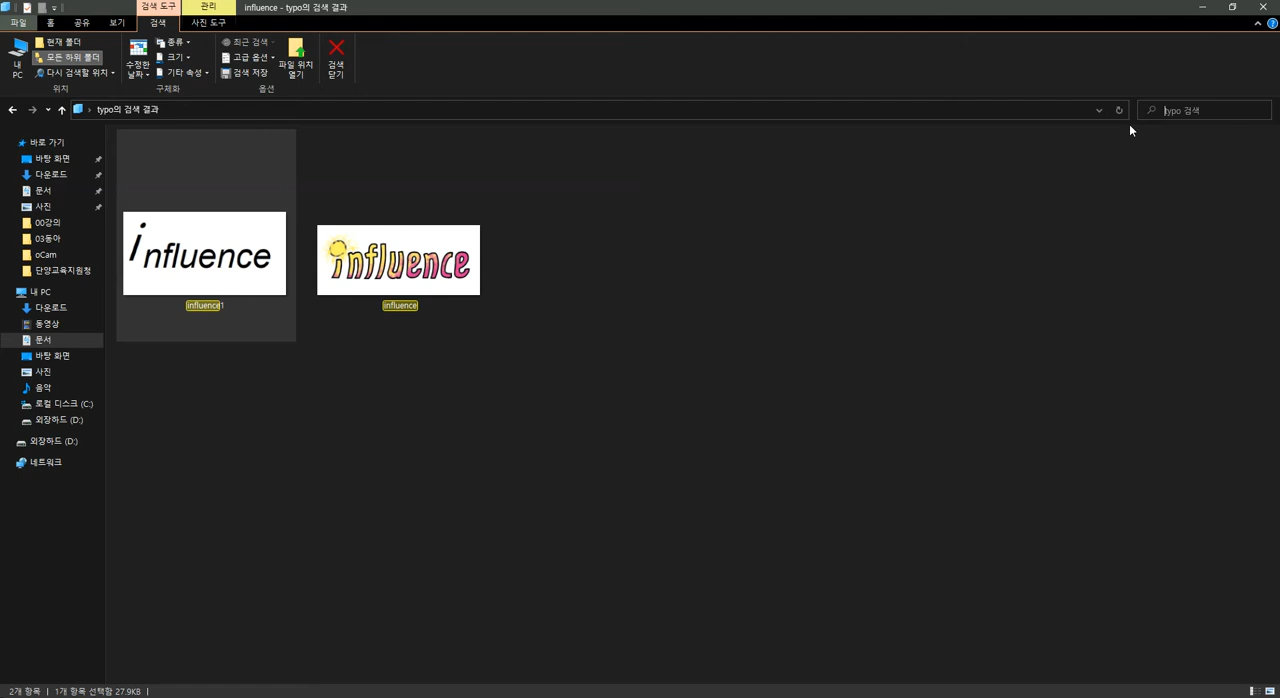 검색 도구 관리 influence - typo의 검색 결과
파일 홈 공유 보기 검색 사진 도구
내 PC
현재 폴더
모든 하위 폴더
다시 검색할 위치
위치
수정한 날짜
종류
크기
기타 속성
구체화
최근 검색
고급 옵션
검색 저장
파일 위치 열기
옵션
검색 닫기
typo의 검색 결과
typo 검색
바로 가기
바탕 화면
다운로드
문서
사진
00강의
03동아
oCam
단양교육지원청
내 PC
다운로드
동영상
문서
바탕 화면
사진
음악
로컬 디스크 (C:)
외장하드 (D:)
외장하드 (D:)
네트워크
influence
influence1
influence
influence
2개 항목 1개 항목 선택함 27.9KB